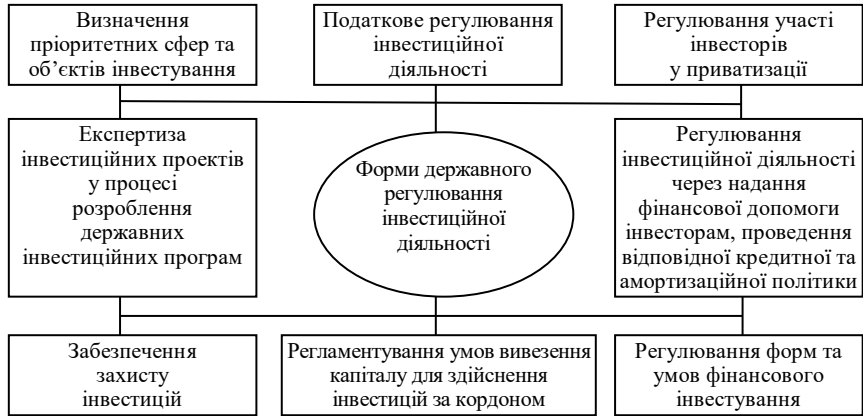 Визначення
пріоритетних сфер та
об’єктів інвестування
Податкове регулювання
інвестиційної
діяльності
Регулювання участі
інвесторів
у приватизації
Експертиза
інвестиційних проектів
у процесі
розроблення
державних
інвестиційних програм
Форми державного
регулювання
інвестиційної
діяльності
Регулювання
інвестиційної діяльності
через надання
фінансової допомоги
інвесторам, проведення
відповідної кредитної та
амортизаційної політики
Забезпечення
захисту
інвестицій
Регламентування умов вивезення
капіталу для здійснення
інвестицій за кордоном
Регулювання форм та
умов фінансового
інвестування